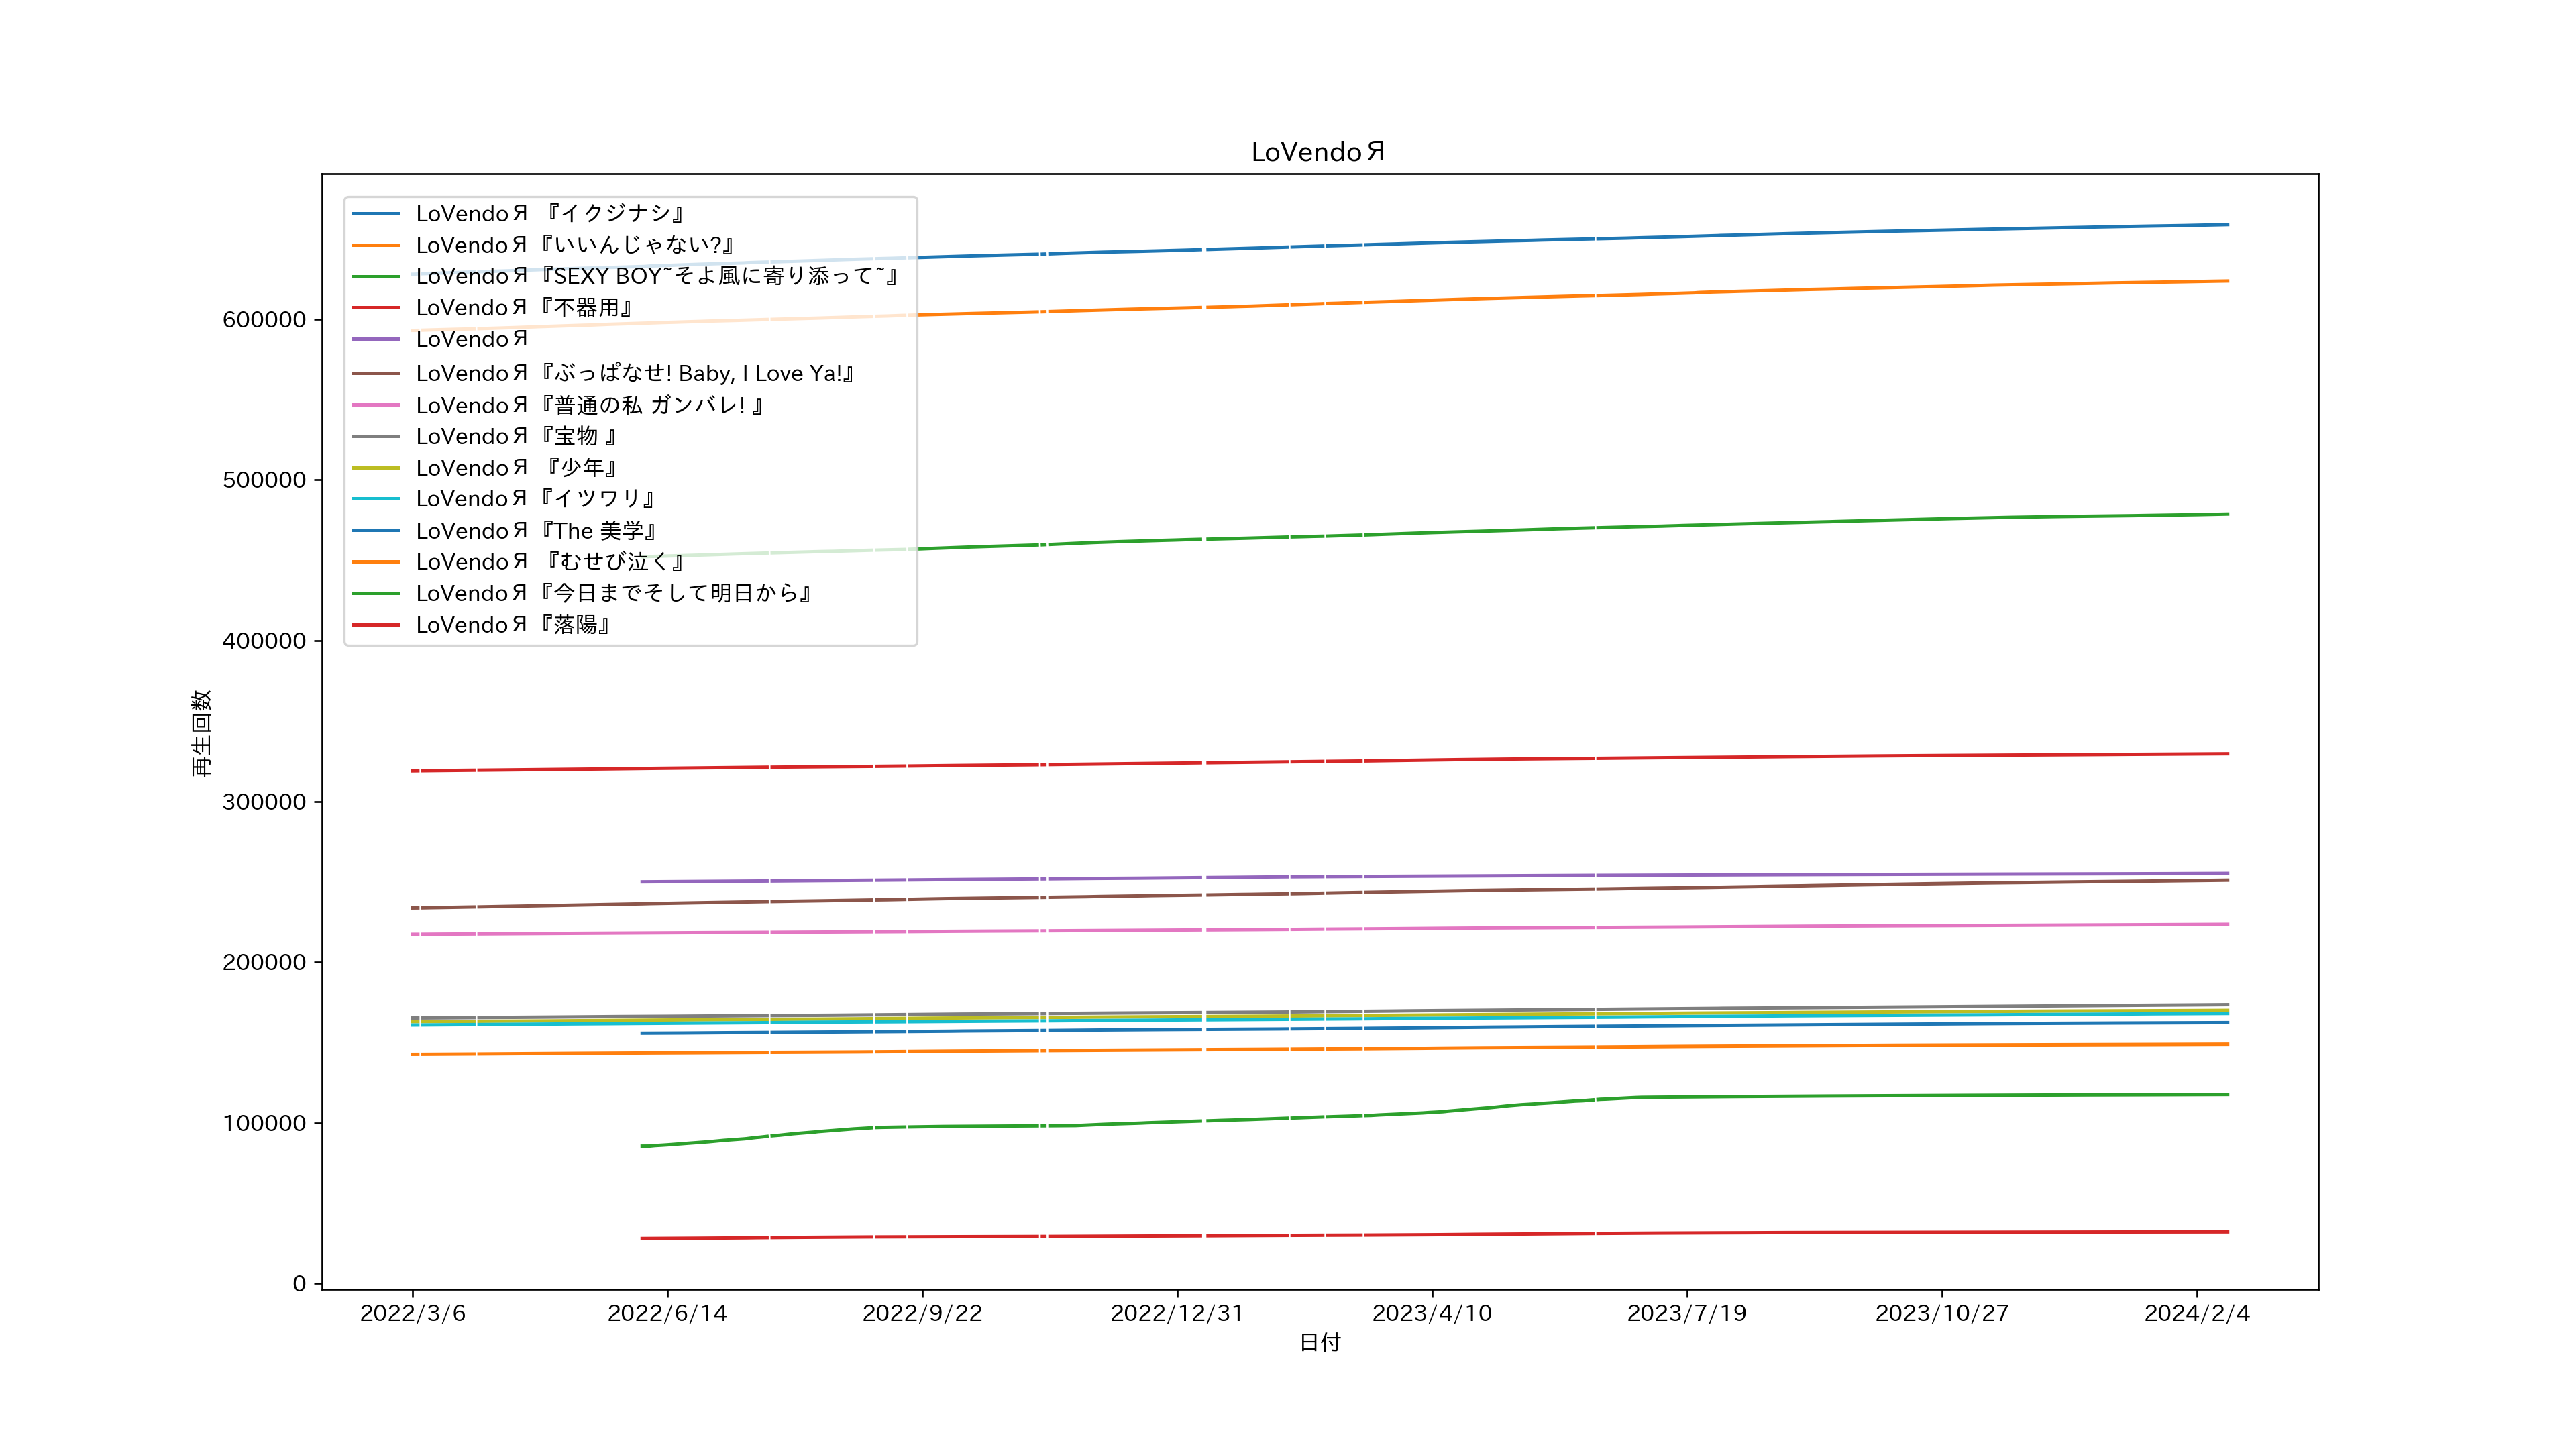 LoVendoЯ
LoVendoЯ 『イクジナシ』
LoVendoЯ『いいんじゃない?』
LoVendoЯ『SEXY BOY~そよ風に寄り添って~』
LoVendoЯ『不器用』
LoVendoЯ
LoVendoЯ『ぶっぱなせ! Baby, I Love Ya!』
LoVendoЯ『普通の私 ガンバレ! 』
LoVendoЯ『宝物 』
LoVendoЯ 『少年』
LoVendoЯ『イツワリ』
LoVendoЯ『The 美学』
LoVendoЯ 『むせび泣く』
LoVendoЯ『今日までそして明日から』
LoVendoЯ『落陽』
600000
500000
400000
300000
200000
100000
0
再生回数
2022/3/6 2022/6/14 2022/9/22 2022/12/31 2023/4/10 2023/7/19 2023/10/27 2024/2/4
日付